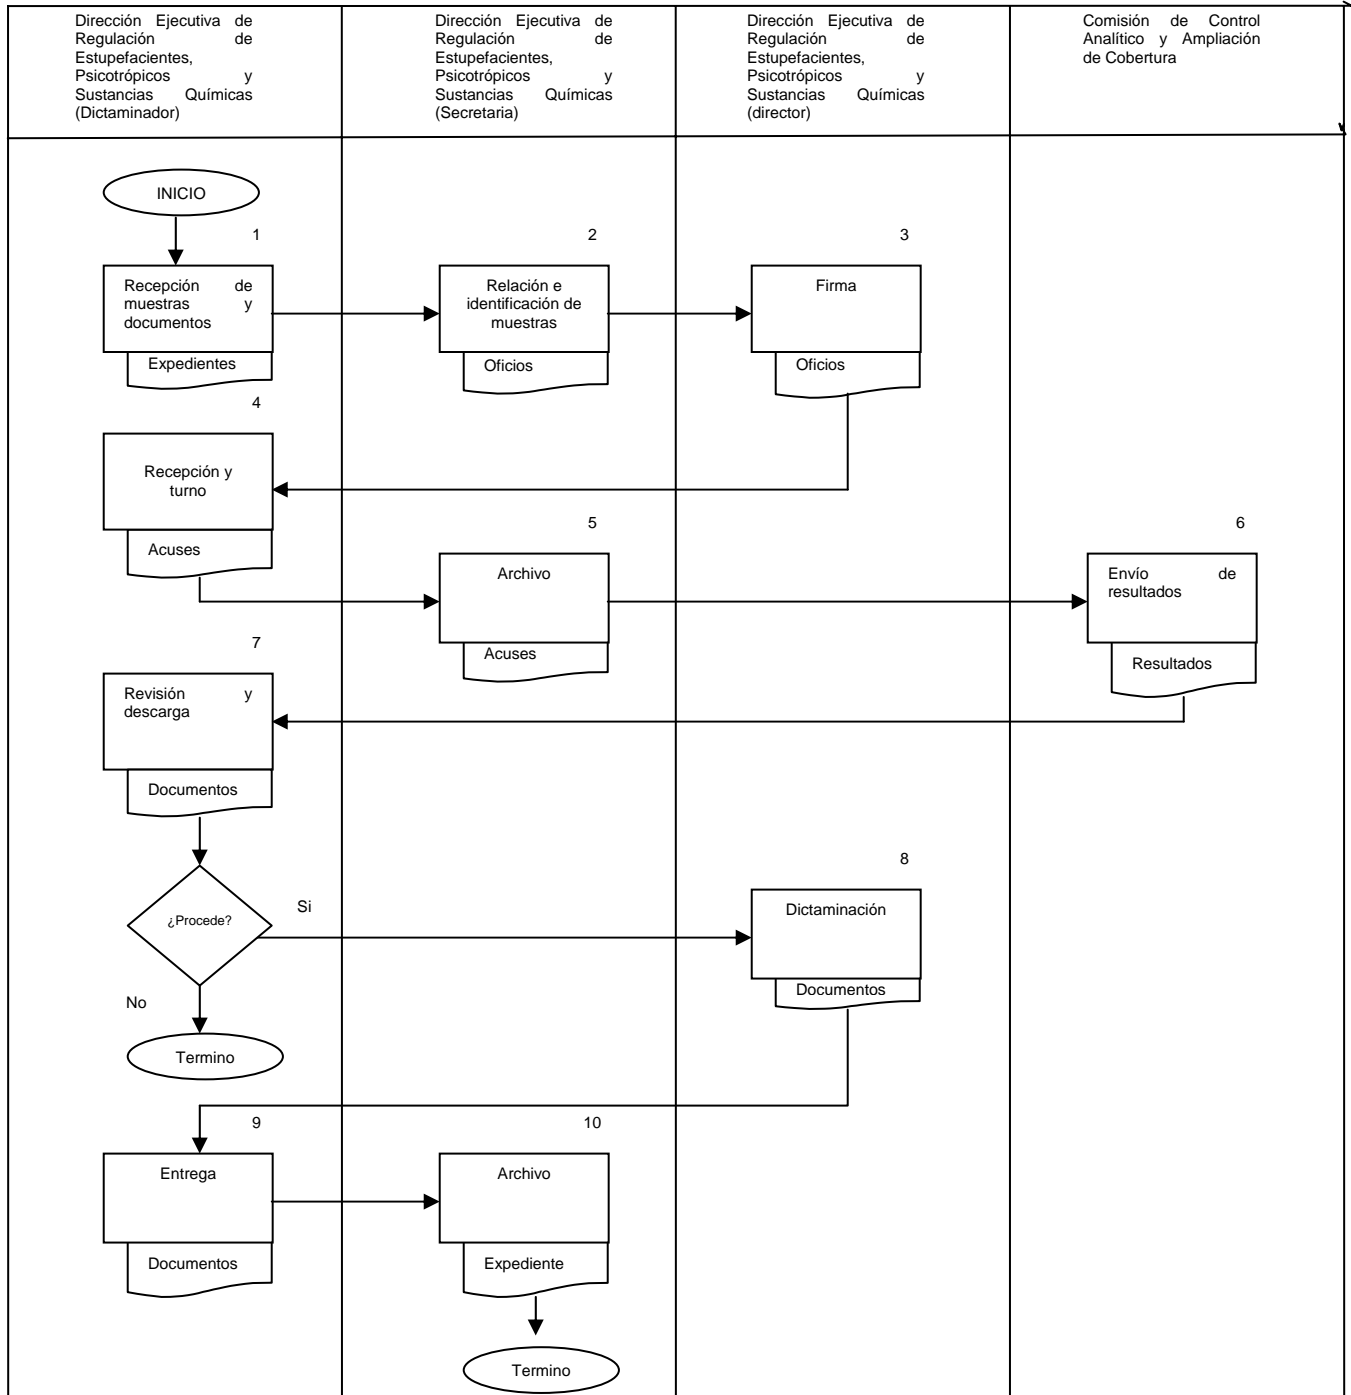 Dirección Ejecutiva de
Regulación de
Estupefacientes,
Psicotrópicos y
Sustancias Químicas
(Dictaminador)
Dirección Ejecutiva de
Regulación de
Estupefacientes,
Psicotrópicos y
Sustancias Químicas
(Secretaria)
Dirección Ejecutiva de
Regulación de
Estupefacientes,
Psicotrópicos y
Sustancias Químicas
(director)
Comisión de Control
Analítico y Ampliación
de Cobertura
INICIO
1
Recepción de
muestras y
documentos
Expedientes
2
Relación e
identificación de
muestras
Oficios
3
Firma
Oficios
4
Recepción y
turno
Acuses
5
Archivo
Acuses
6
Envío de
resultados
Resultados
7
Revisión y
descarga
Documentos
¿Procede?
Si
No
Termino
8
Dictaminación
Documentos
9
Entrega
Documentos
10
Archivo
Expediente
Termino